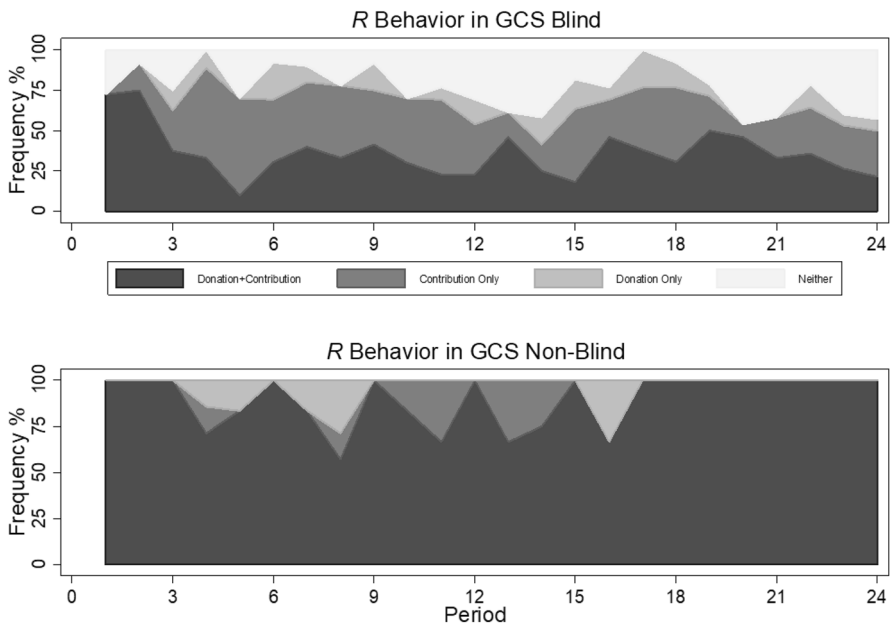 R Behavior in GCS Blind
Frequency %
100
75
50
25
0
0 3 6 9 12 15 18 21 24
Donation+Contribution Contribution Only Donation Only Neither
R Behavior in GCS Non-Blind
Frequency %
100
75
50
25
0
0 3 6 9 12 15 18 21 24
Period